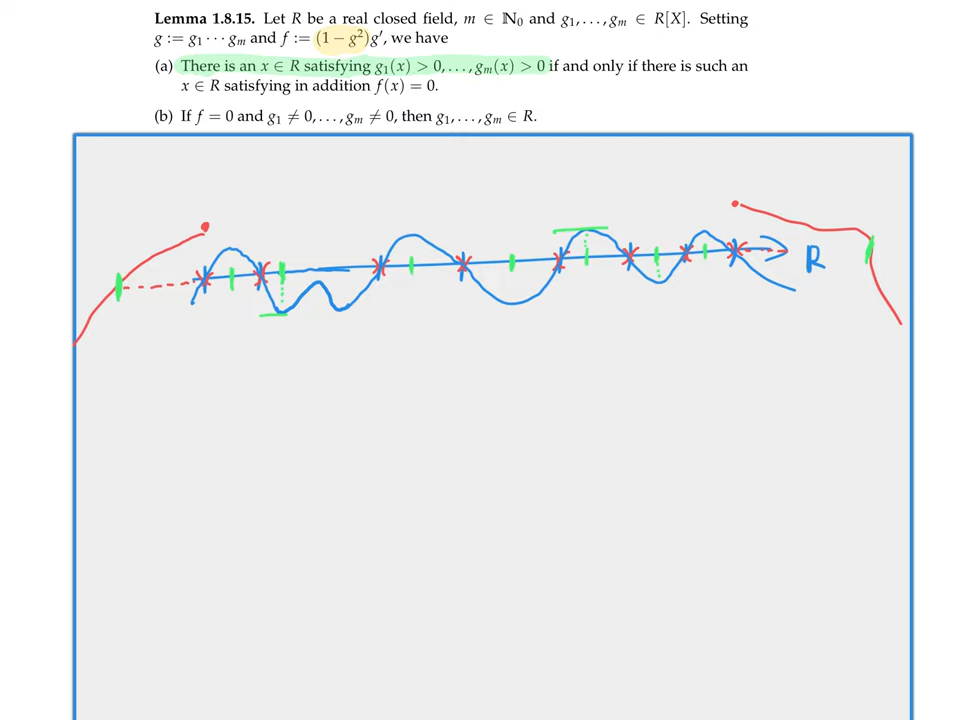 Lemma 1.8.15. Let R be a real closed field, m ∈ ℕ₀ and g₁, . . . , gₘ ∈ R[X]. Setting
g := g₁ · · · gₘ and f := (1 − g²)g′, we have
(a) There is an x ∈ R satisfying g₁(x) > 0, . . . , gₘ(x) > 0 if and only if there is such an
x ∈ R satisfying in addition f(x) = 0.
(b) If f = 0 and g₁ ≠ 0, . . . , gₘ ≠ 0, then g₁, . . . , gₘ ∈ R.
R